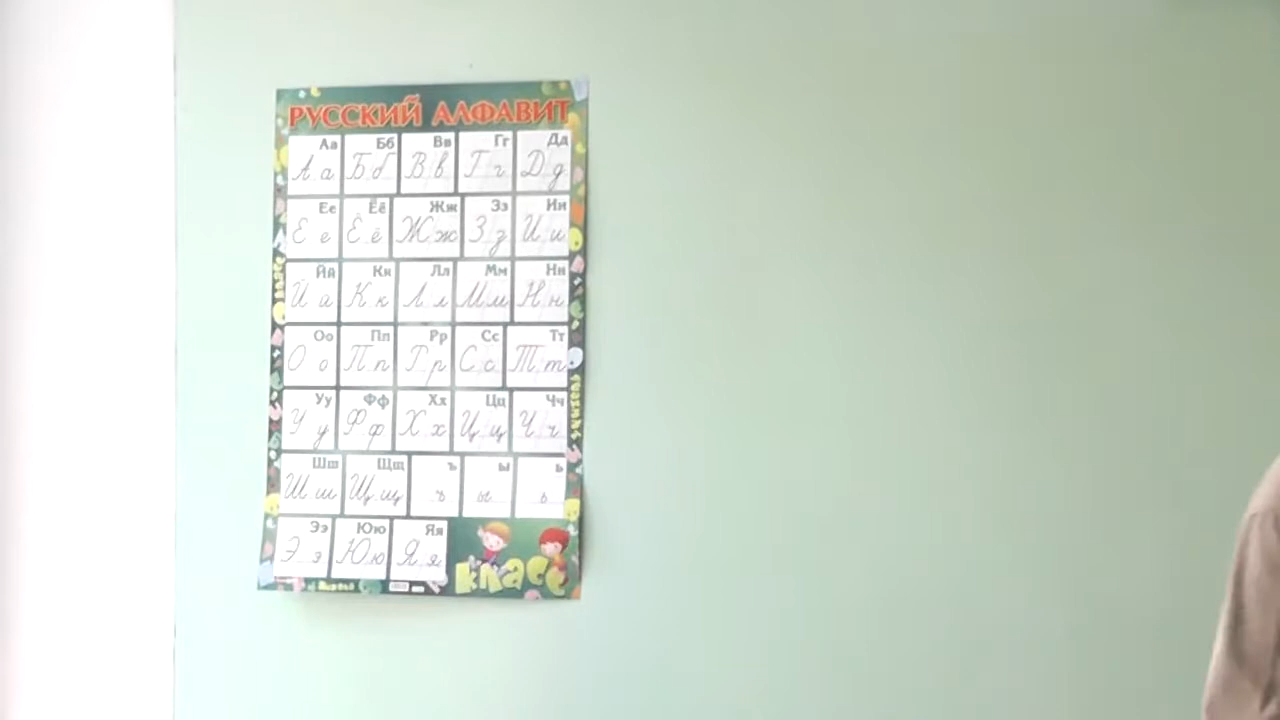 РУССКИЙ АЛФАВИТ
Аа Бб Вв Гг Дд
А а Б б В в Г г Д д
Ее Ёё Жж Зз Ии
Е е Ё ё Ж ж З з И и
Йй Кк Лл Мм Нн
Й й К к Л л М м Н н
Оо Пп Рр Сс Тт
О о П п Р р С с Т т
Уу Фф Хх Цц Чч
У у Ф ф Х х Ц ц Ч ч
Шш Щщ ъ ы ь
Ш ш Щ щ ъ ы ь
Ээ Юю Яя
Э э Ю ю Я я
класс